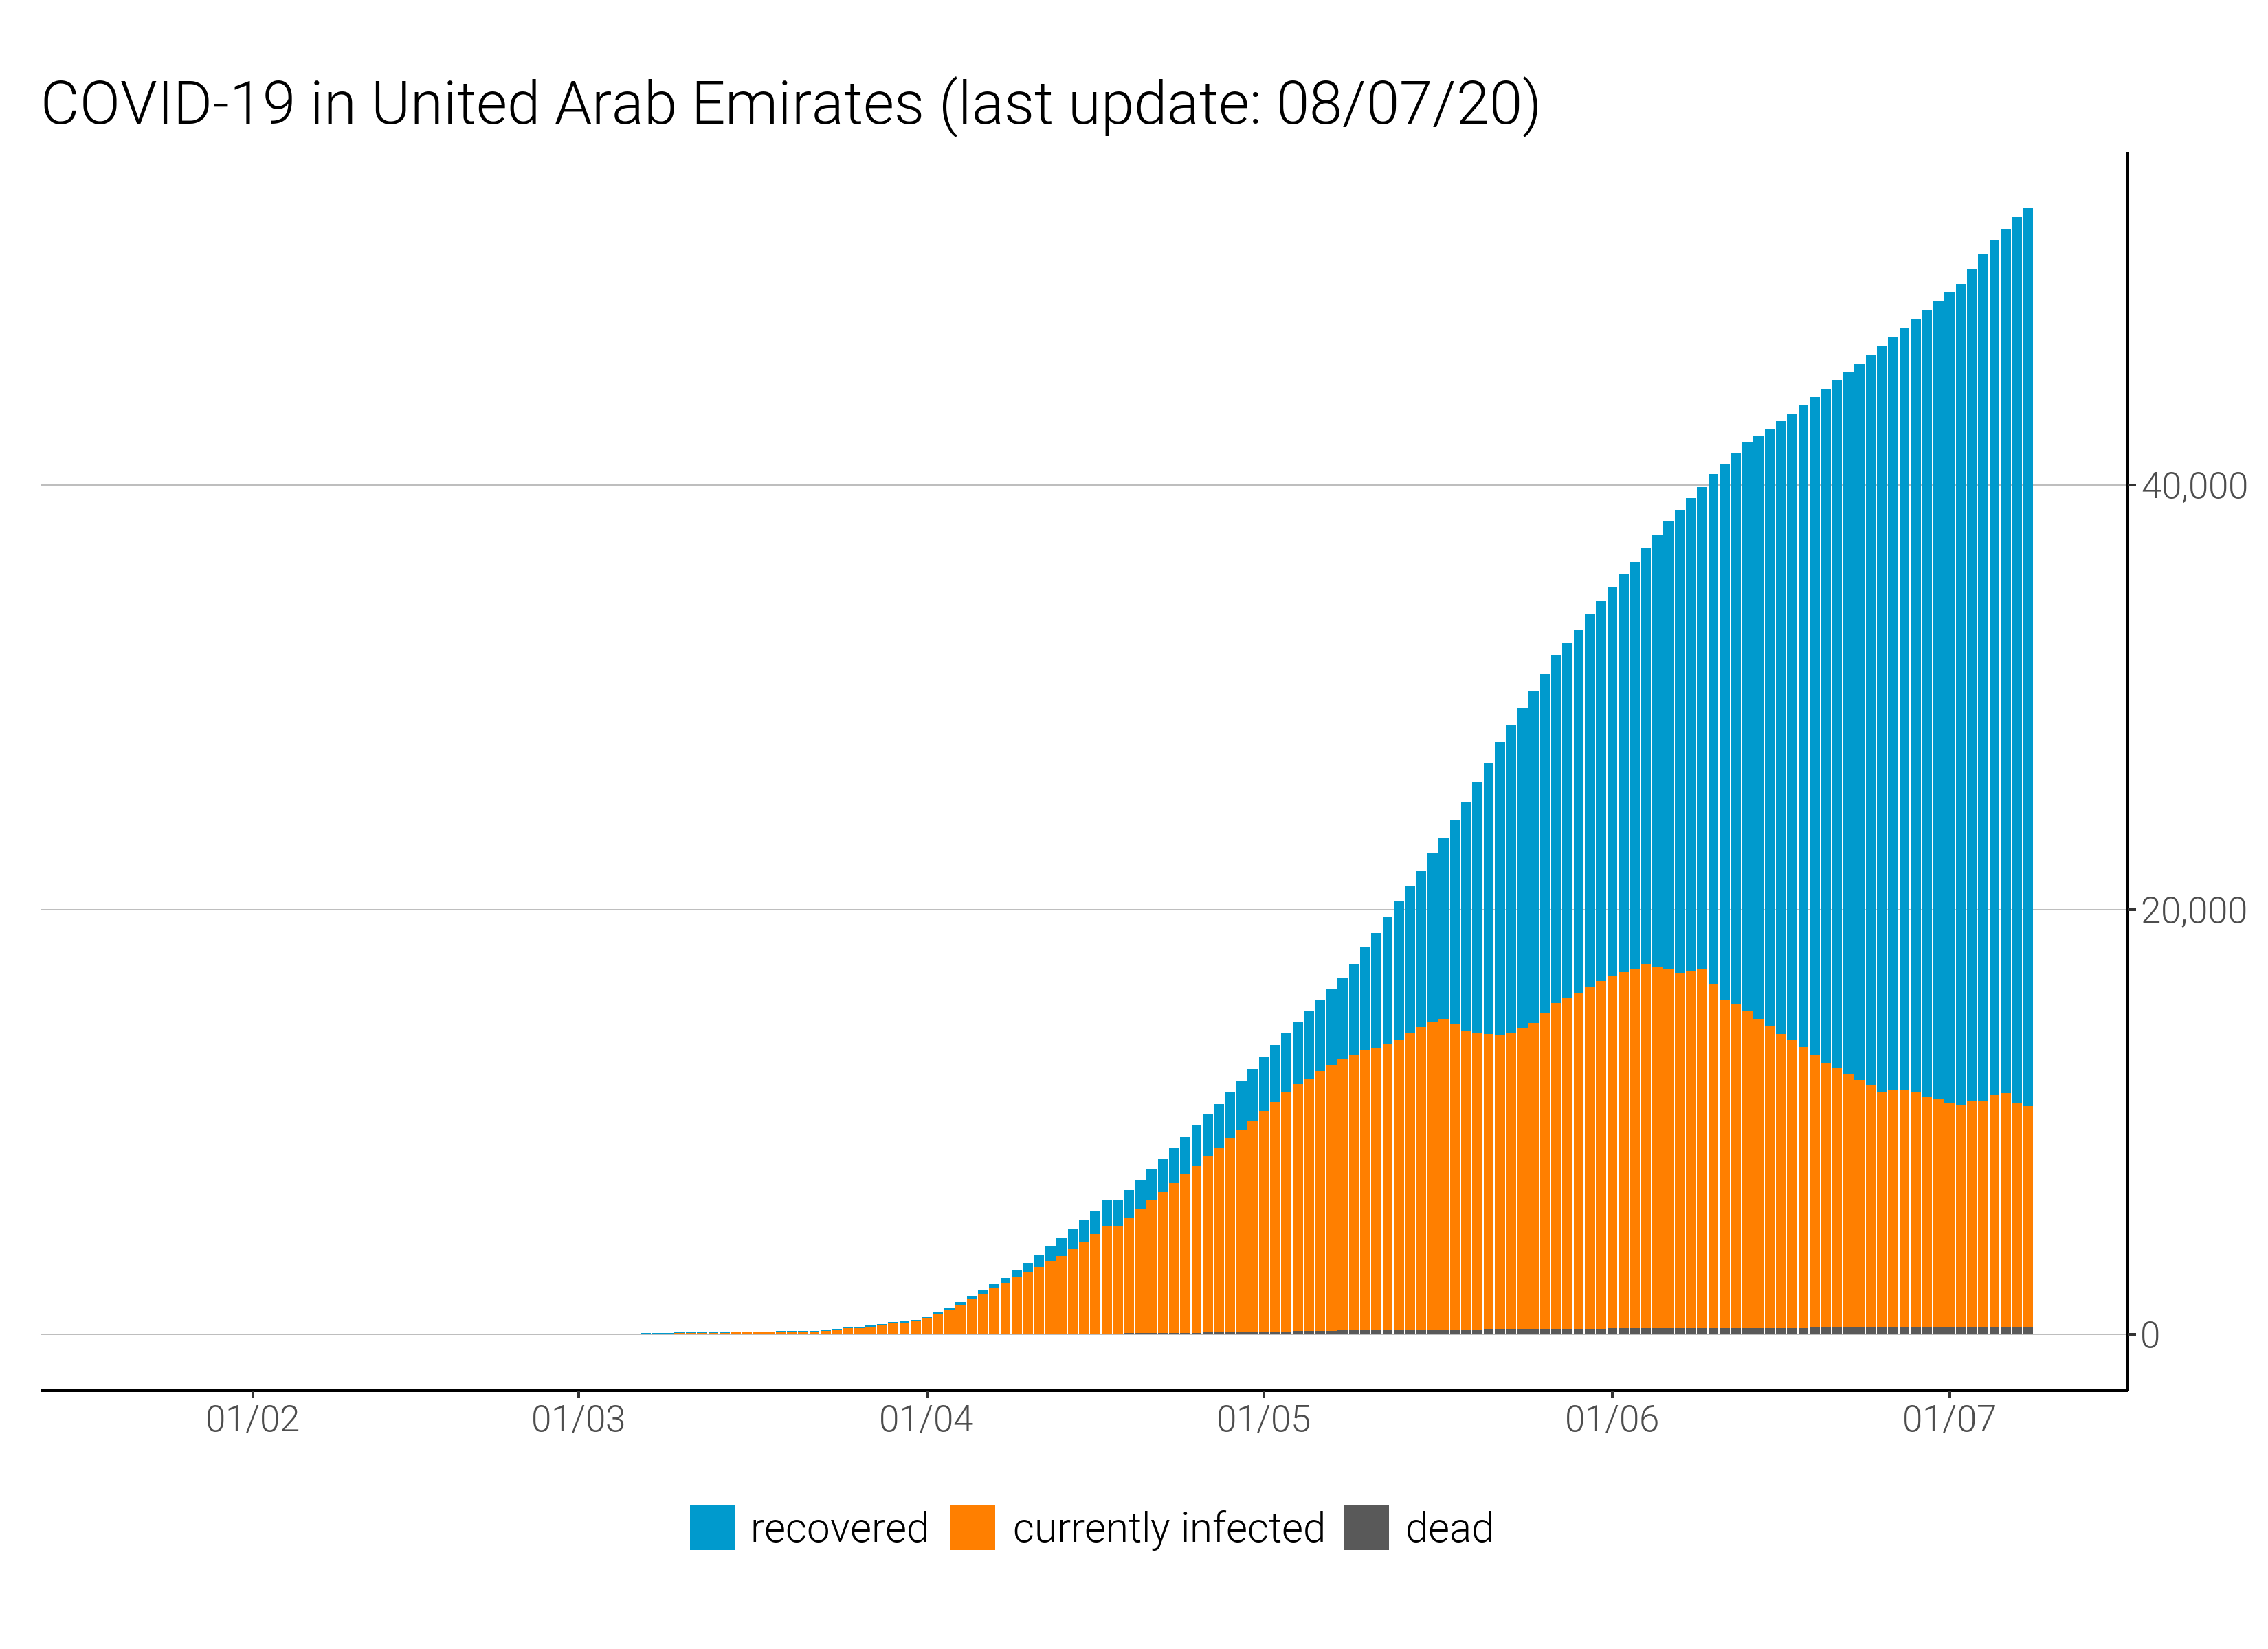 COVID-19 in United Arab Emirates (last update: 08/07/20)
40,000
20,000
0
01/02 01/03 01/04 01/05 01/06 01/07
recovered currently infected dead